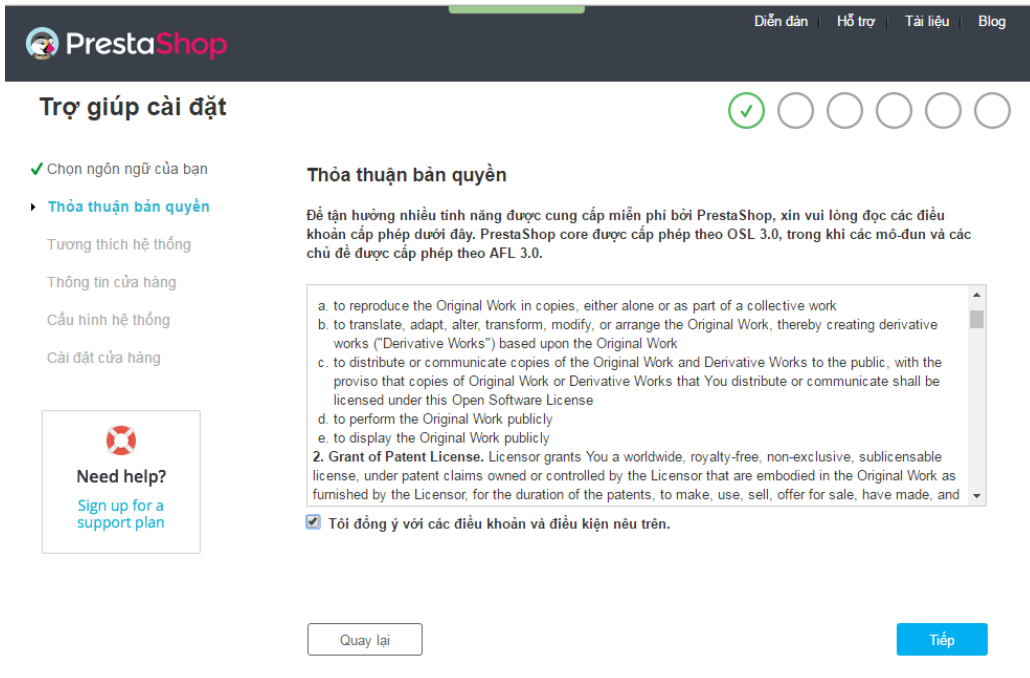 PrestaShop
Diễn đàn
Hỗ trợ
Tài liệu
Blog
Trợ giúp cài đặt
Chọn ngôn ngữ của bạn
Thỏa thuận bản quyền
Tương thích hệ thống
Thông tin cửa hàng
Cấu hình hệ thống
Cài đặt cửa hàng
Need help?
Sign up for a
support plan
Thỏa thuận bản quyền
Để tận hưởng nhiều tính năng được cung cấp miễn phí bởi PrestaShop, xin vui lòng đọc các điều
khoản cấp phép dưới đây. PrestaShop core được cấp phép theo OSL 3.0, trong khi các mô-đun và các
chủ đề được cấp phép theo AFL 3.0.
a. to reproduce the Original Work in copies, either alone or as part of a collective work
b. to translate, adapt, alter, transform, modify, or arrange the Original Work, thereby creating derivative
works ("Derivative Works") based upon the Original Work
c. to distribute or communicate copies of the Original Work and Derivative Works to the public, with the
proviso that copies of Original Work or Derivative Works that You distribute or communicate shall be
licensed under this Open Software License
d. to perform the Original Work publicly
e. to display the Original Work publicly
2. Grant of Patent License. Licensor grants You a worldwide, royalty-free, non-exclusive, sublicensable
license, under patent claims owned or controlled by the Licensor that are embodied in the Original Work as
furnished by the Licensor, for the duration of the patents, to make, use, sell, offer for sale, have made, and
Tôi đồng ý với các điều khoản và điều kiện nêu trên.
Quay lại
Tiếp